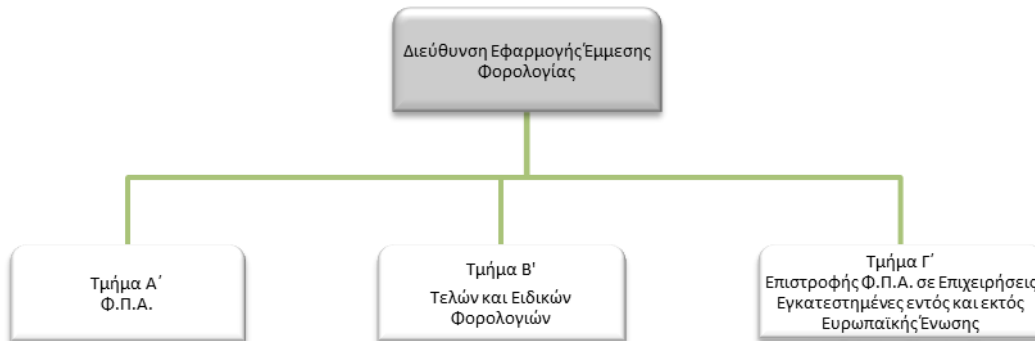 Διεύθυνση Εφαρμογής Έμμεσης
Φορολογίας
Τμήμα Α΄
Φ.Π.Α.
Τμήμα Β'
Τελών και Ειδικών
Φορολογιών
Τμήμα Γ΄
Επιστροφής Φ.Π.Α. σε Επιχειρήσεις
Εγκατεστημένες εντός και εκτός
Ευρωπαϊκής Ένωσης